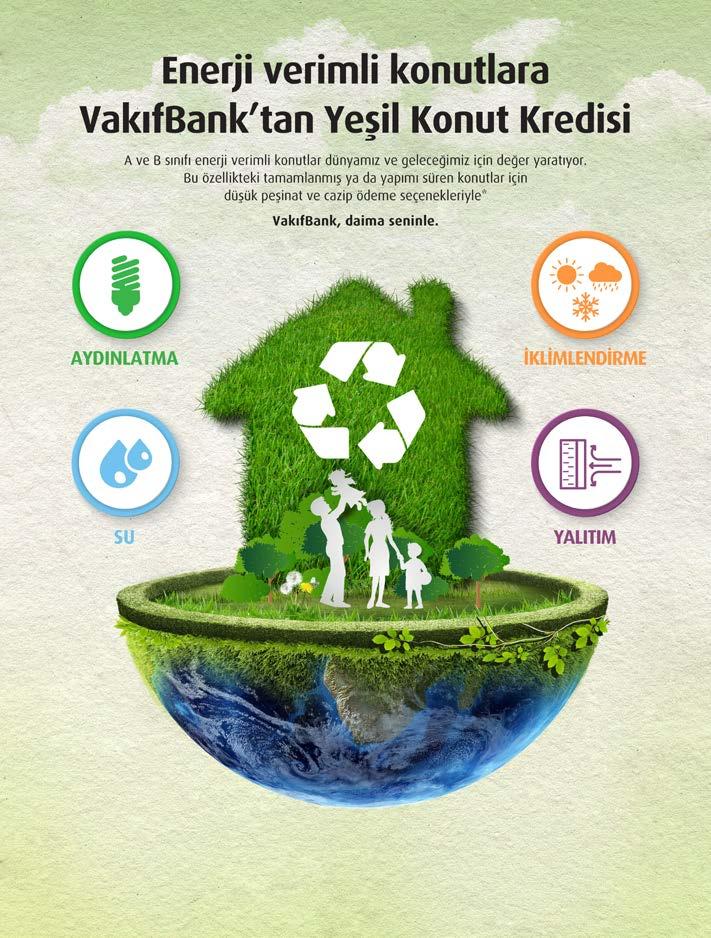 Enerji verimli konutlara
VakıfBank’tan Yeşil Konut Kredisi
A ve B sınıfı enerji verimli konutlar dünyamız ve geleceğimiz için değer yaratıyor.
Bu özellikteki tamamlanmış ya da yapımı süren konutlar için
düşük peşinat ve cazip ödeme seçenekleriyle*
VakıfBank, daima seninle.
AYDINLATMA
İKLİMLENDİRME
SU
YALITIM